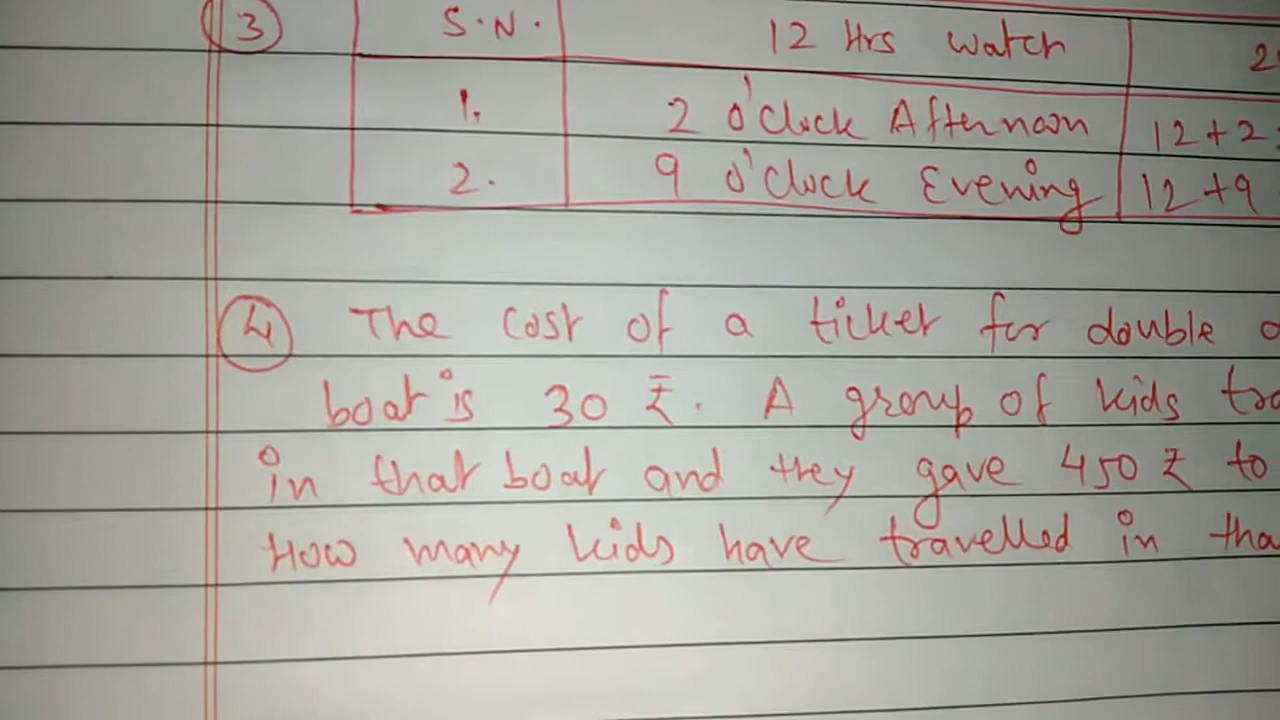 3 S.N. 12 Hrs watch 2
1. 2 o'clock Afternoon 12+2
2. 9 o'clock Evening 12+9
4 The cost of a ticket for double
boat is 30 ₹. A group of kids
in that boat and they gave 450 ₹ to
How many kids have travelled in